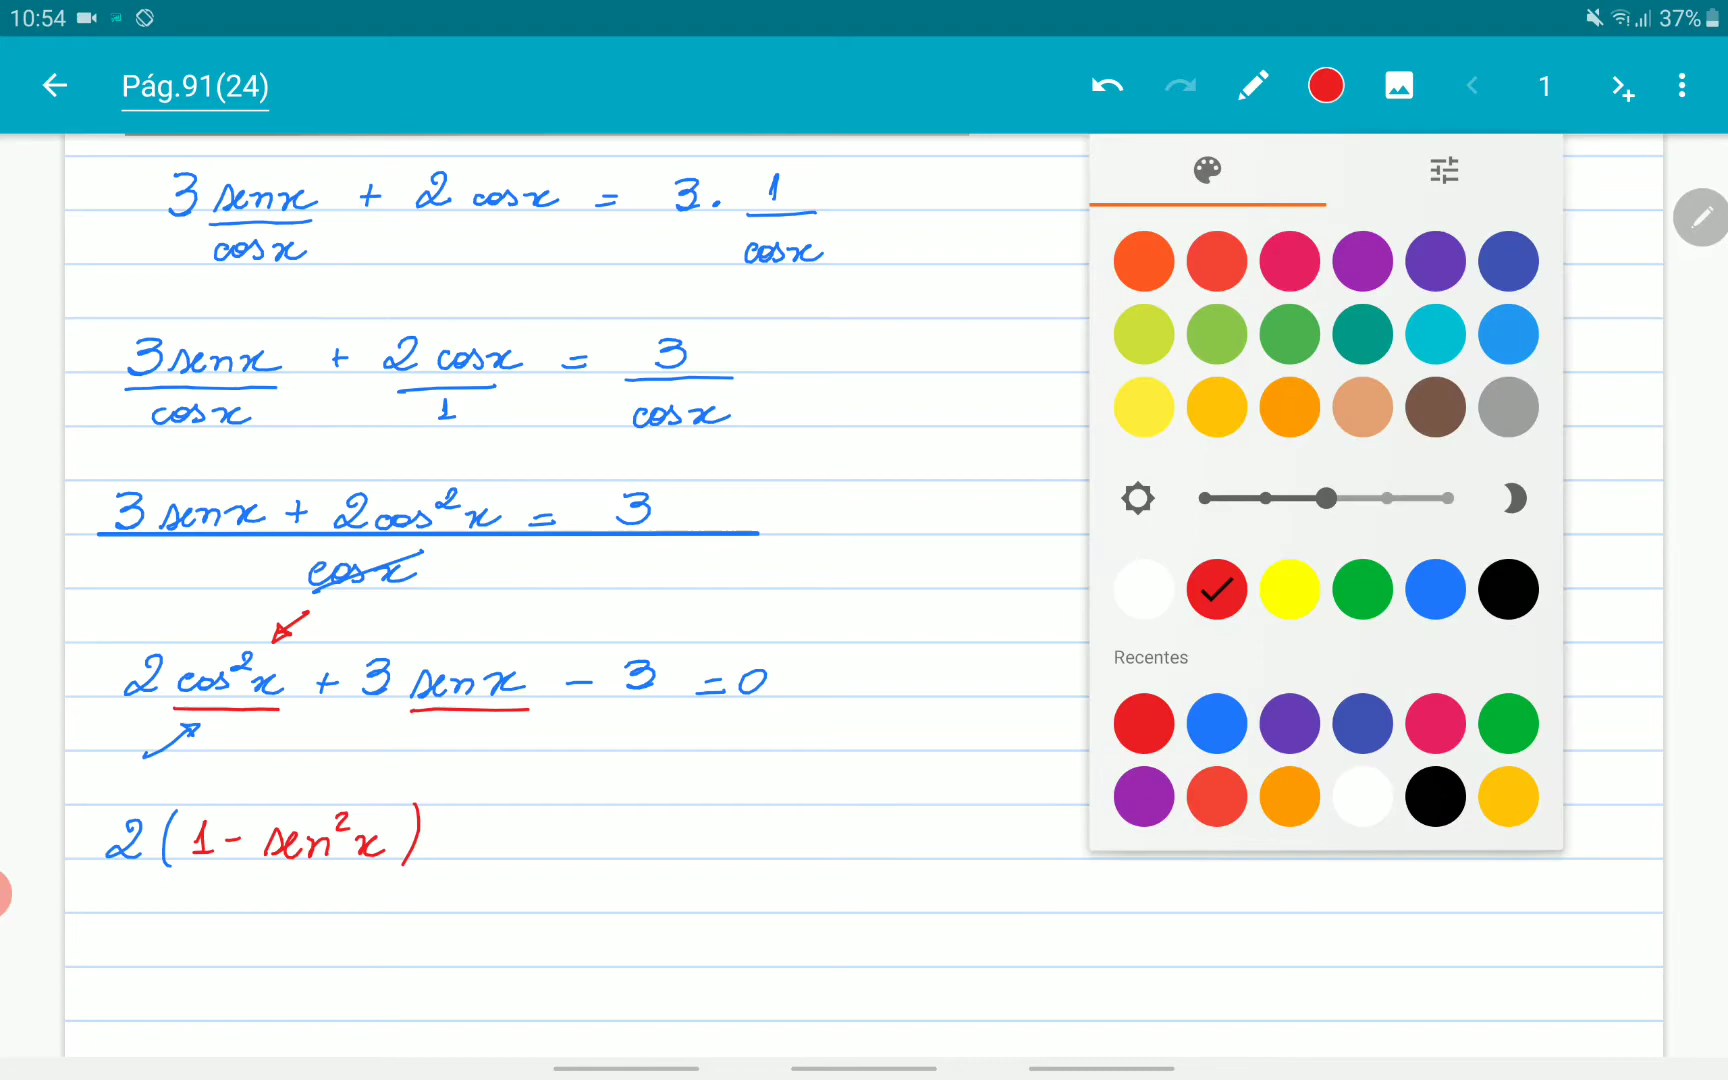 10:54 37%
Pág.91(24) 1
3 senx + 2 cosx = 3. 1
cosx cosx
3senx + 2 cosx = 3
cosx 1 cosx
3 senx + 2cos²x = 3
cosx
2 cos²x + 3 senx - 3 = 0
2(1 - sen²x)
Recentes